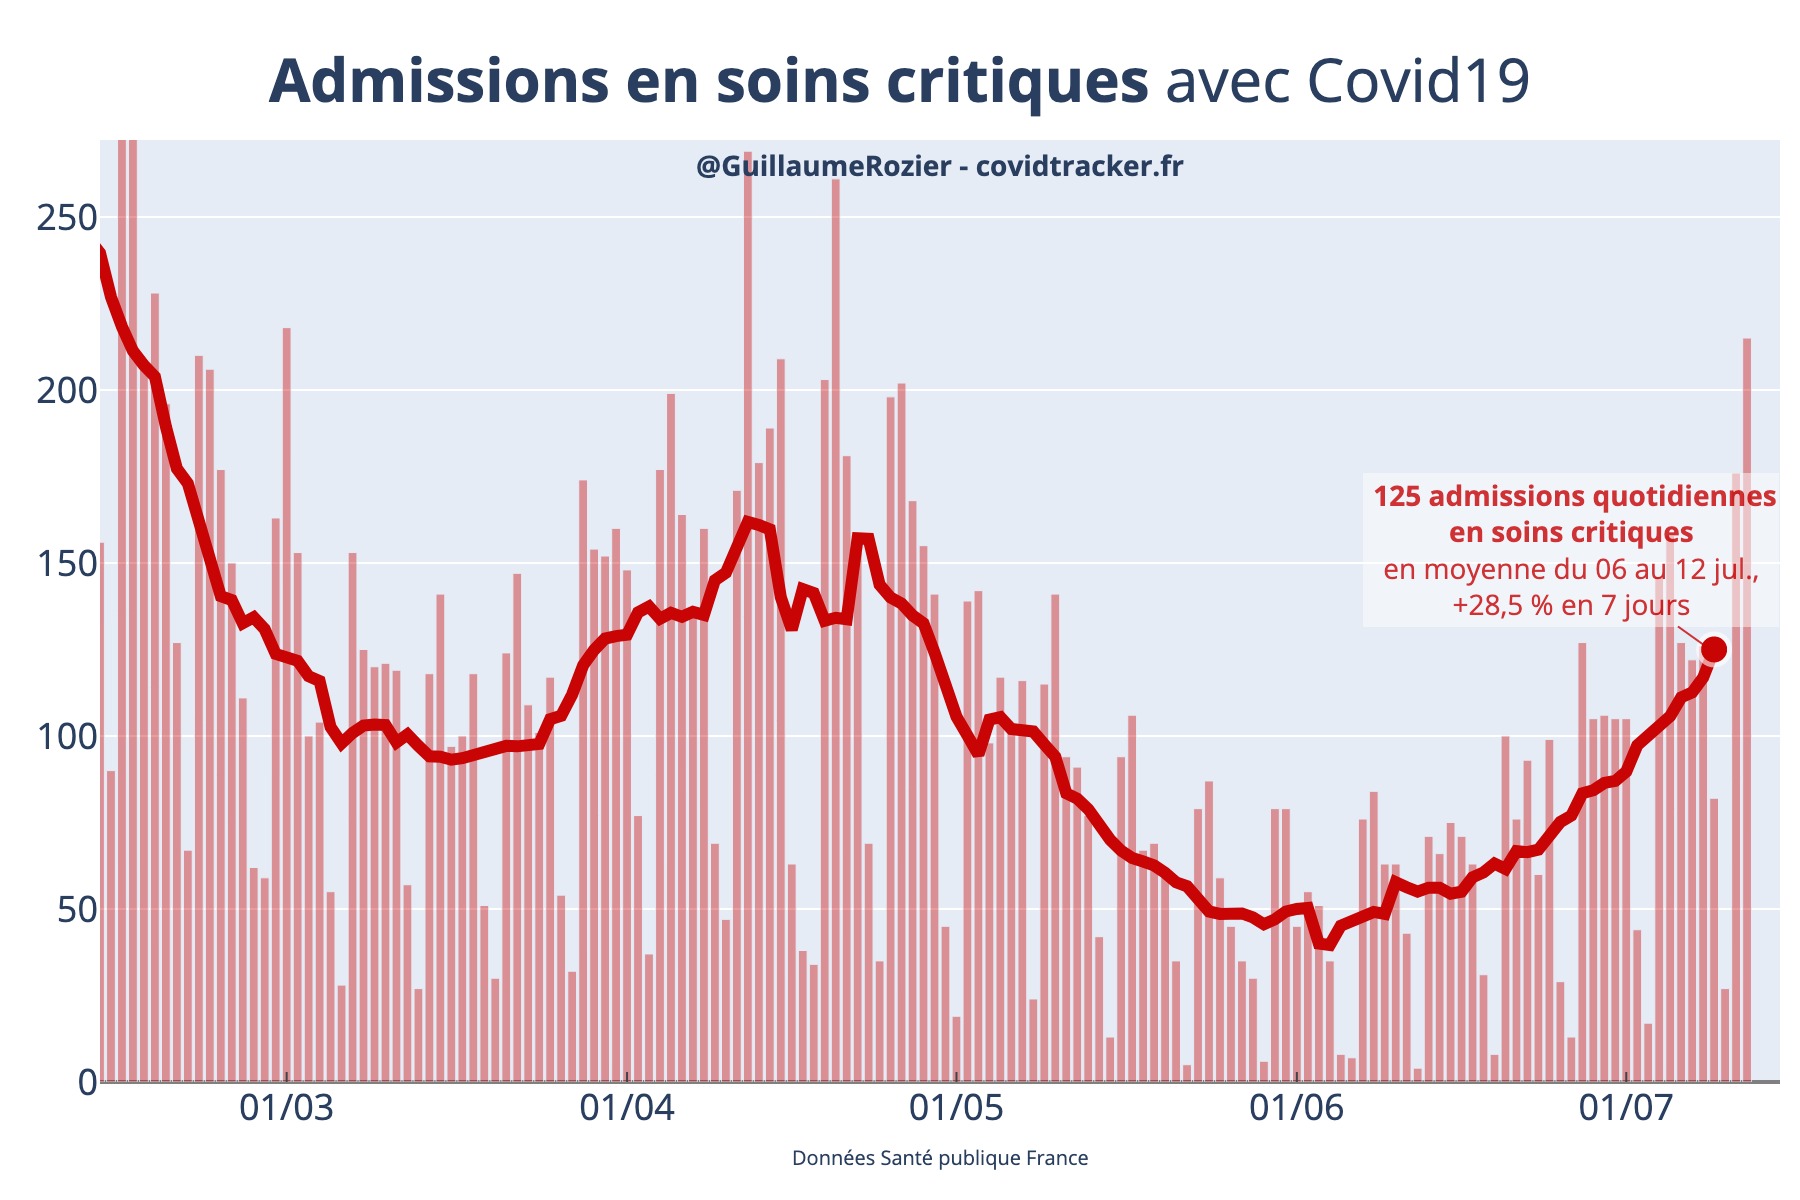 Admissions en soins critiques avec Covid19
@GuillaumeRozier - covidtracker.fr
250
200
150
100
50
0
125 admissions quotidiennes
en soins critiques
en moyenne du 06 au 12 jul.,
+28,5 % en 7 jours
01/03
01/04
01/05
01/06
01/07
Données Santé publique France